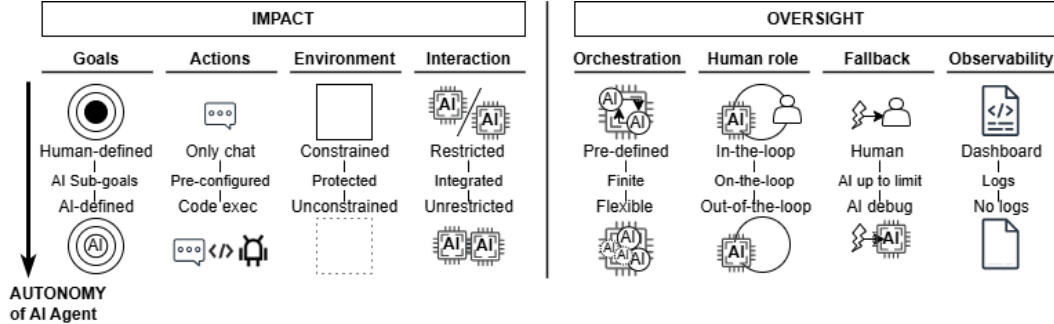 IMPACT
OVERSIGHT
Goals Actions Environment Interaction
Orchestration Human role Fallback Observability
AI AI
AI AI
AI
</>
Human-defined Only chat Constrained Restricted
Pre-defined In-the-loop Human Dashboard
AI Sub-goals Pre-configured Protected Integrated
Finite On-the-loop AI up to limit Logs
AI-defined Code exec Unconstrained Unrestricted
Flexible Out-of-the-loop AI debug No logs
AI </> AI AI
AI AI AI AI AI
AUTONOMY
of AI Agent